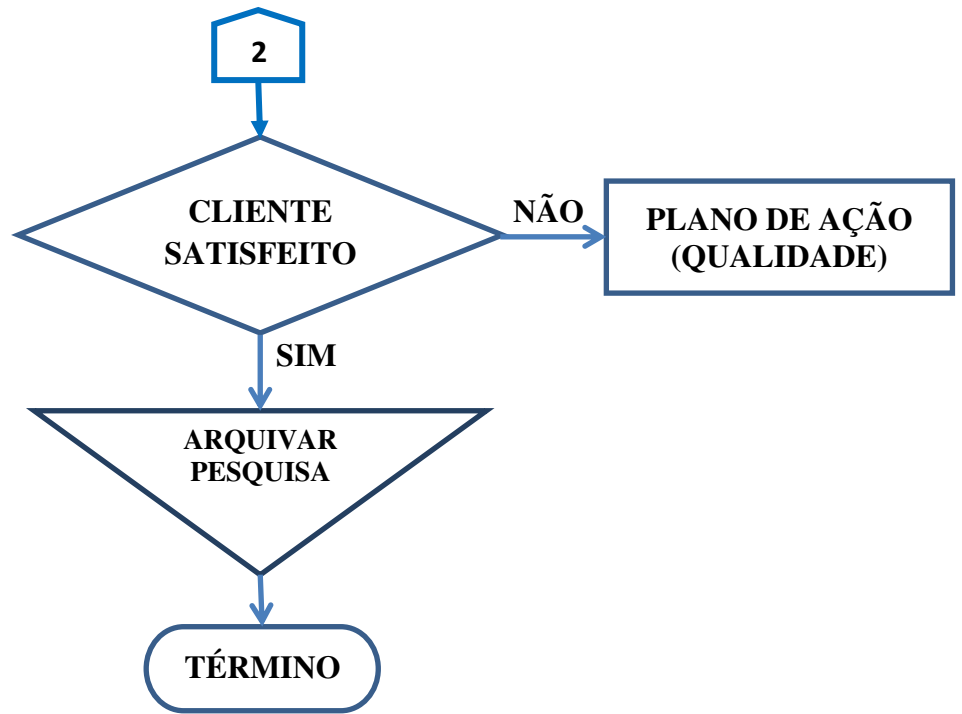 2
CLIENTE
SATISFEITO
NÃO
PLANO DE AÇÃO
(QUALIDADE)
SIM
ARQUIVAR
PESQUISA
TÉRMINO